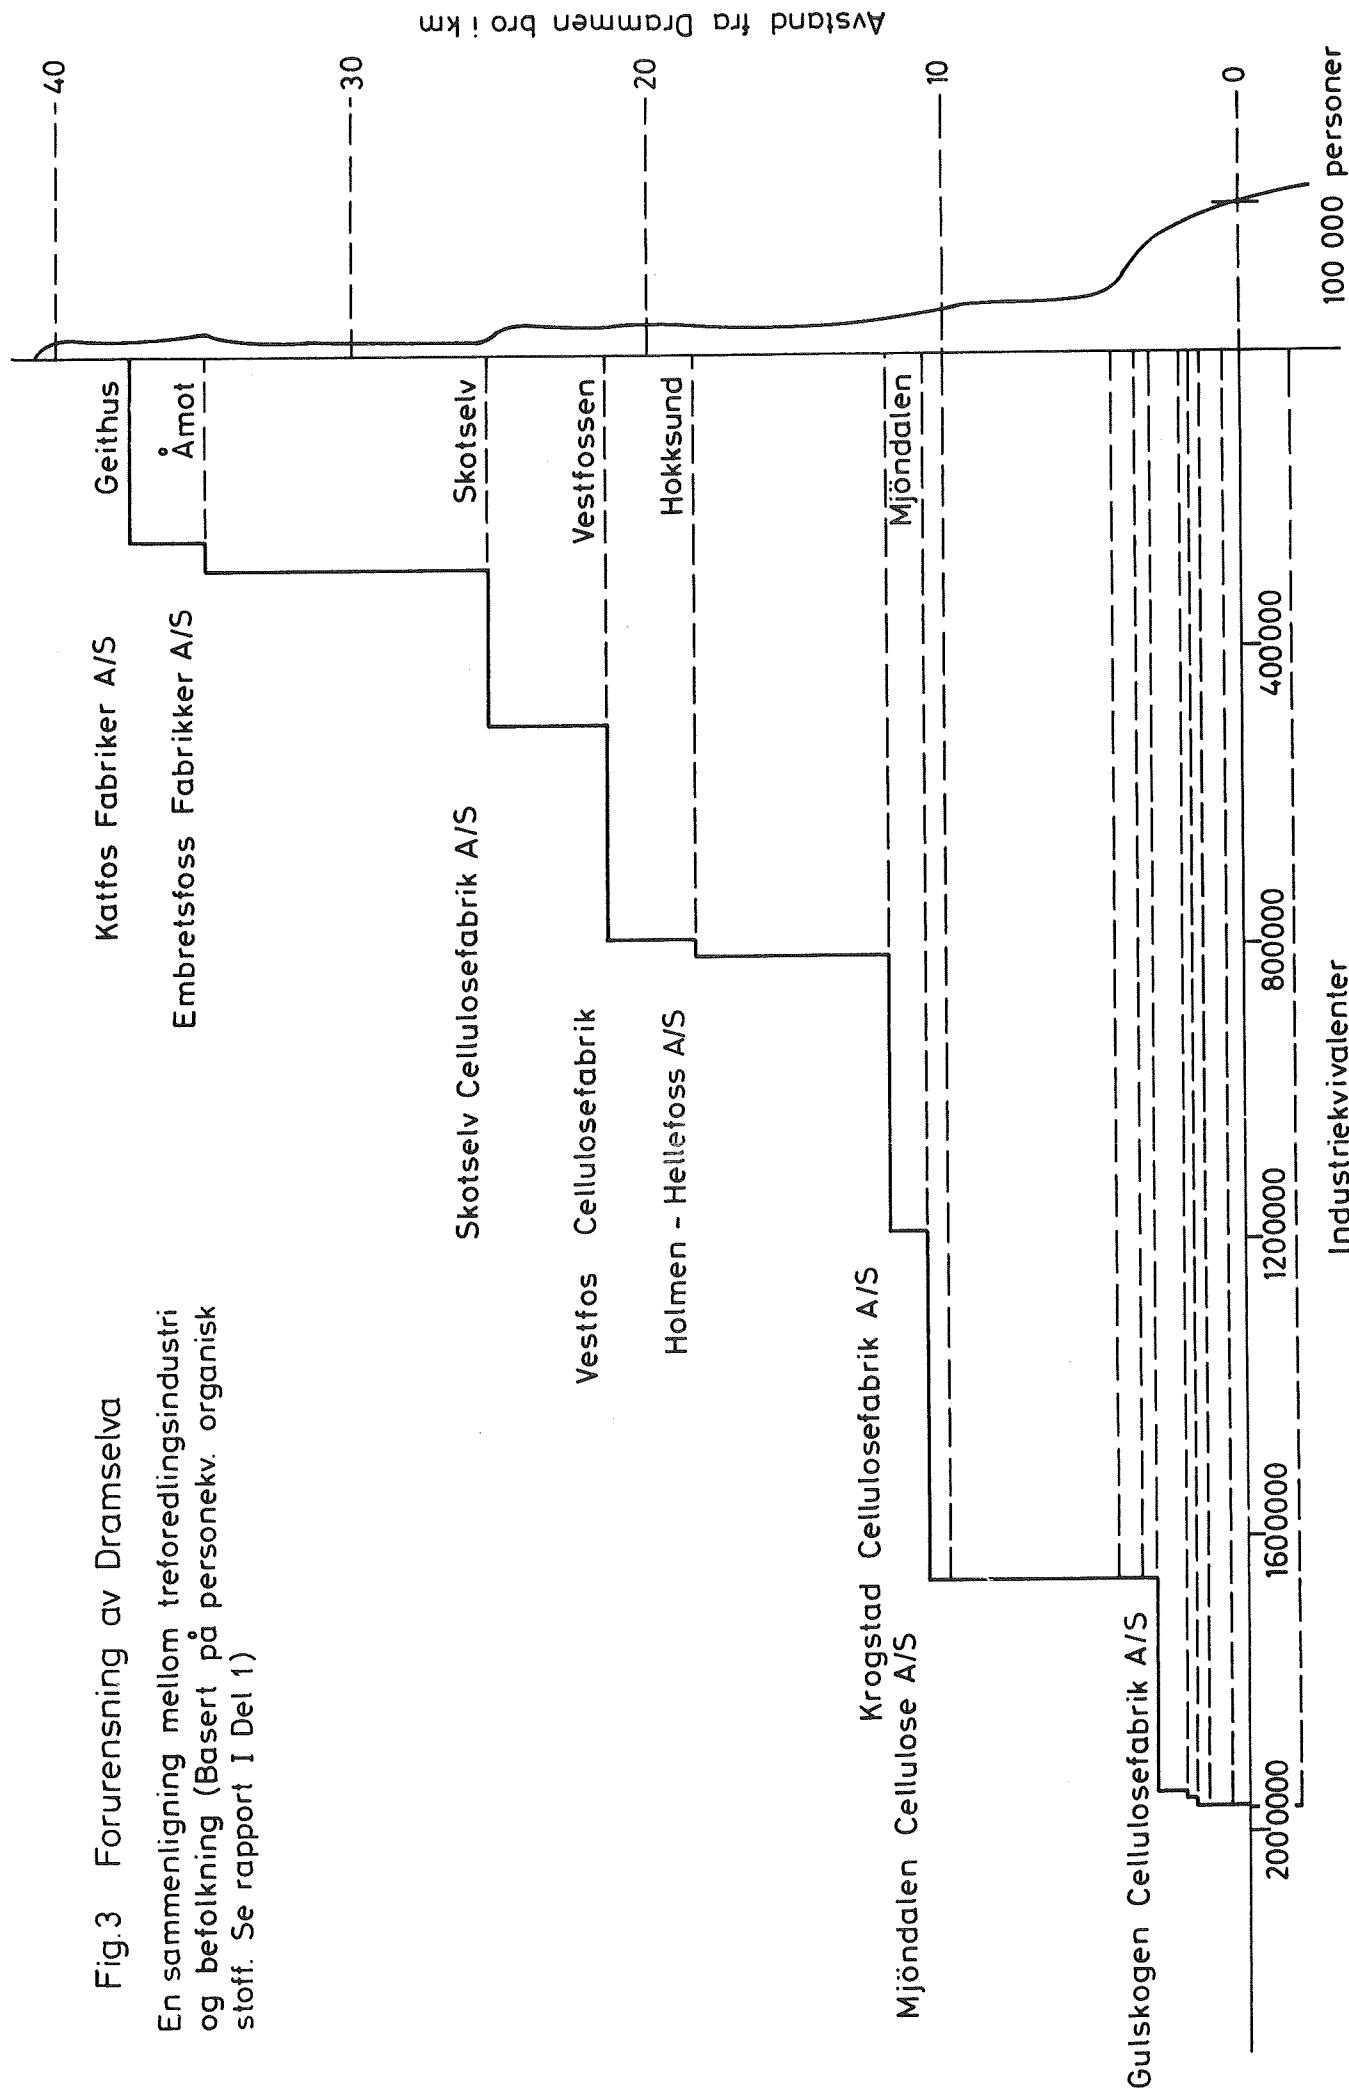 Fig.3 Forurensning av Dramselva
En sammenligning mellom treforedlingsindustri
og befolkning (Basert på personekv. organisk
stoff. Se rapport I Del 1)
Katfos Fabriker A/S
Geithus
Embretsfoss Fabrikker A/S
Åmot
Skotselv Cellulosefabrik A/S
Skotselv
Vestfos Cellulosefabrik
Vestfossen
Holmen - Hellefoss A/S
Hokksund
Krogstad Cellulosefabrik A/S
Mjöndalen Cellulose A/S
Mjöndalen
Gulskogen Cellulosefabrik A/S
40
30
20
10
0
Avstand fra Drammen bro i km
2000000
1600000
1200000
800000
400000
100 000 personer
Industriekvivalenter